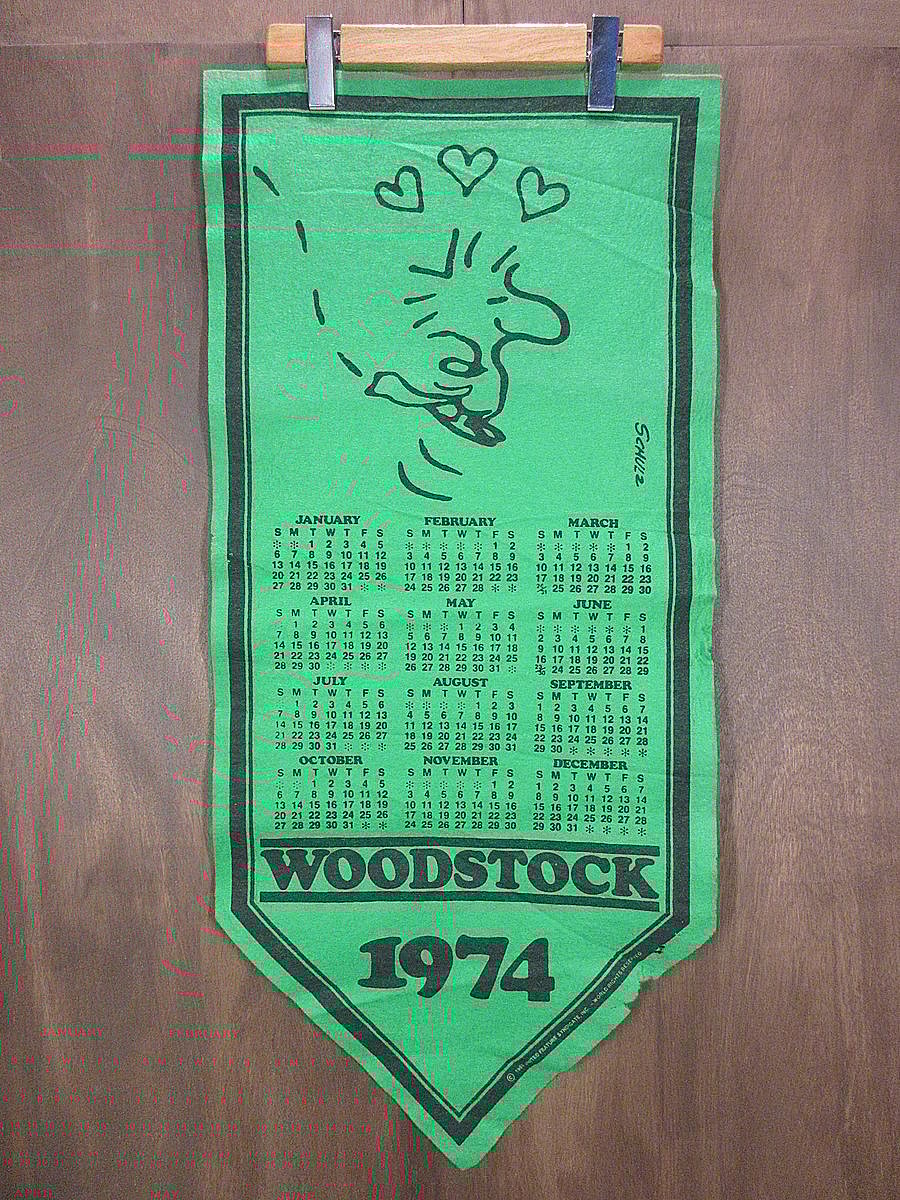 SCHULZ
JANUARY FEBRUARY MARCH
S M T W T F S S M T W T F S S M T W T F S
* * 1 2 3 4 5 * * * * * 1 2 * * * * * 1 2
6 7 8 9 10 11 12 3 4 5 6 7 8 9 3 4 5 6 7 8 9
13 14 15 16 17 18 19 10 11 12 13 14 15 16 10 11 12 13 14 15 16
20 21 22 23 24 25 26 17 18 19 20 21 22 23 17 18 19 20 21 22 23
27 28 29 30 31 * * 24 25 26 27 28 * * 24/31 25 26 27 28 29 30
APRIL MAY JUNE
S M T W T F S S M T W T F S S M T W T F S
* 1 2 3 4 5 6 * * * 1 2 3 4 * * * * * * 1
7 8 9 10 11 12 13 5 6 7 8 9 10 11 2 3 4 5 6 7 8
14 15 16 17 18 19 20 12 13 14 15 16 17 18 9 10 11 12 13 14 15
21 22 23 24 25 26 27 19 20 21 22 23 24 25 16 17 18 19 20 21 22
28 29 30 * * * * 26 27 28 29 30 31 * 23/30 24 25 26 27 28 29
JULY AUGUST SEPTEMBER
S M T W T F S S M T W T F S S M T W T F S
* 1 2 3 4 5 6 * * * * 1 2 3 1 2 3 4 5 6 7
7 8 9 10 11 12 13 4 5 6 7 8 9 10 8 9 10 11 12 13 14
14 15 16 17 18 19 20 11 12 13 14 15 16 17 15 16 17 18 19 20 21
21 22 23 24 25 26 27 18 19 20 21 22 23 24 22 23 24 25 26 27 28
28 29 30 31 * * * 25 26 27 28 29 30 31 29 30 * * * * *
OCTOBER NOVEMBER DECEMBER
S M T W T F S S M T W T F S S M T W T F S
* * 1 2 3 4 5 * * * * * 1 2 1 2 3 4 5 6 7
6 7 8 9 10 11 12 3 4 5 6 7 8 9 8 9 10 11 12 13 14
13 14 15 16 17 18 19 10 11 12 13 14 15 16 15 16 17 18 19 20 21
20 21 22 23 24 25 26 17 18 19 20 21 22 23 22 23 24 25 26 27 28
27 28 29 30 31 * * 24 25 26 27 28 29 30 29 30 31 * * * *
WOODSTOCK
1974
© UNITED FEATURE SYNDICATE, INC. - WORLD RIGHTS RESERVED